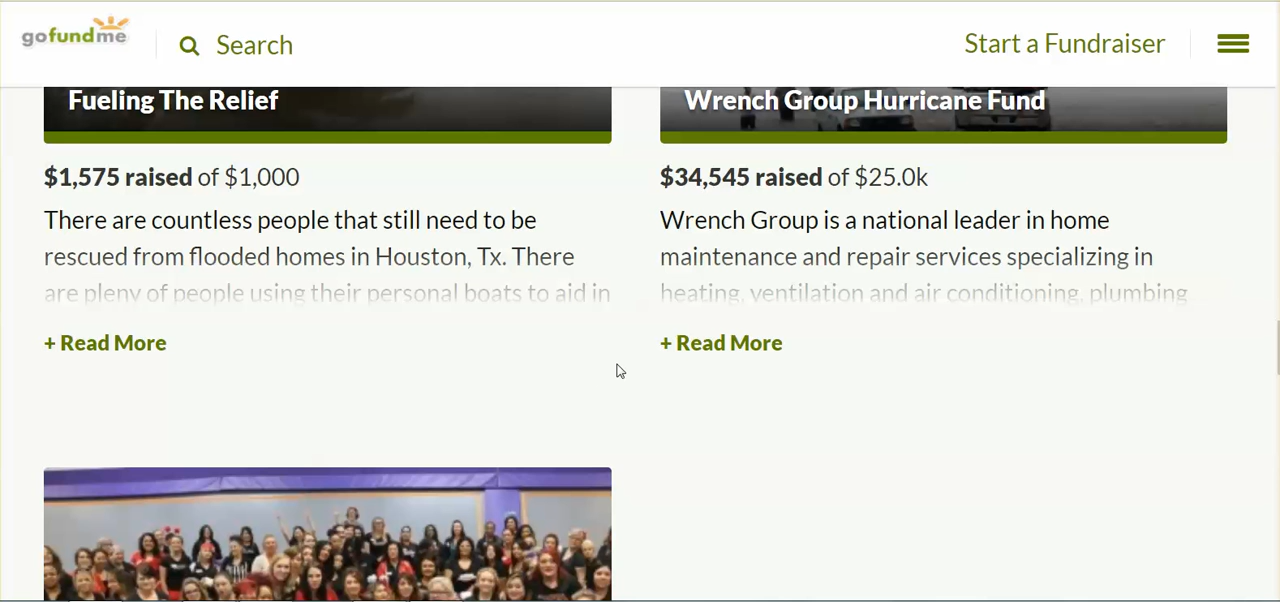 gofundme
Search
Start a Fundraiser
Fueling The Relief
$1,575 raised of $1,000
There are countless people that still need to be
rescued from flooded homes in Houston, Tx. There
are pleny of people using their personal boats to aid in
+ Read More
Wrench Group Hurricane Fund
$34,545 raised of $25.0k
Wrench Group is a national leader in home
maintenance and repair services specializing in
heating, ventilation and air conditioning, plumbing
+ Read More